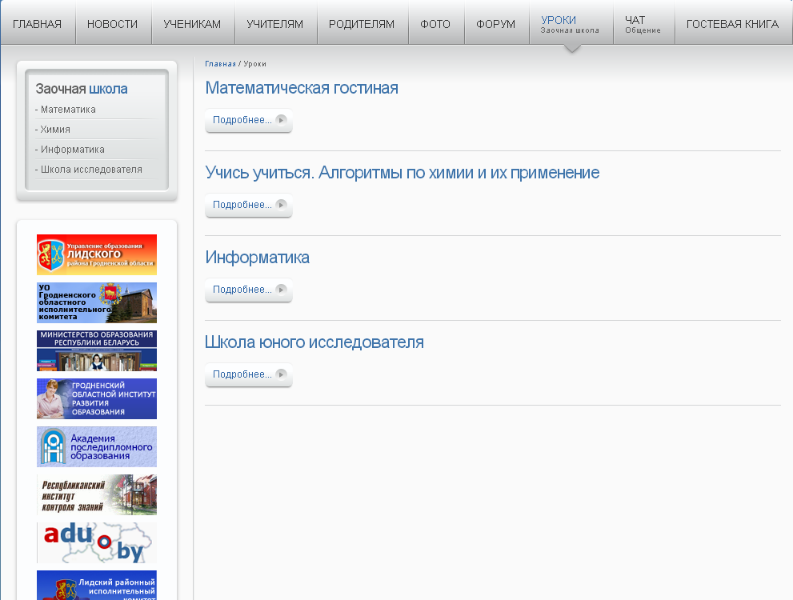 ГЛАВНАЯ
НОВОСТИ
УЧЕНИКАМ
УЧИТЕЛЯМ
РОДИТЕЛЯМ
ФОТО
ФОРУМ
УРОКИ
Заочная школа
ЧАТ
Общение
ГОСТЕВАЯ КНИГА
Заочная школа
- Математика
- Химия
- Информатика
- Школа исследователя
Управление образования
ЛИДСКОГО
района Гродненской области
УО
Гродненского
областного
исполнительного
комитета
МИНИСТЕРСТВО ОБРАЗОВАНИЯ
РЕСПУБЛИКИ БЕЛАРУСЬ
ГРОДНЕНСКИЙ
ОБЛАСТНОЙ ИНСТИТУТ
РАЗВИТИЯ
ОБРАЗОВАНИЯ
Академия
последипломного
образования
Республиканский
институт
контроля знаний
adu.by
Лидский районный
исполнительный
комитет
Главная / Уроки
Математическая гостиная
Подробнее...
Учись учиться. Алгоритмы по химии и их применение
Подробнее...
Информатика
Подробнее...
Школа юного исследователя
Подробнее...